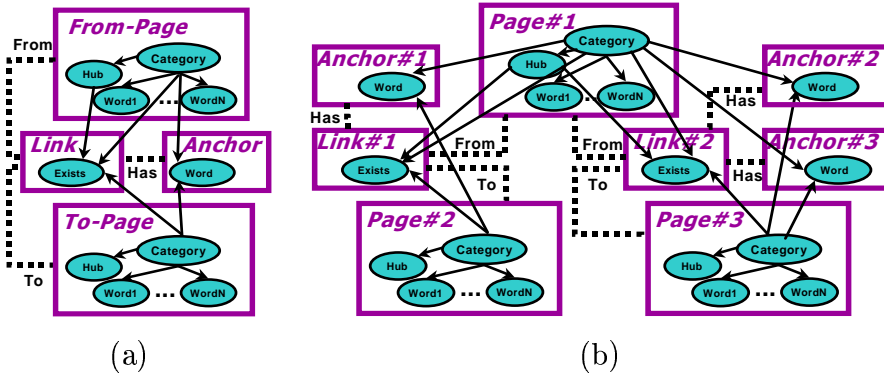 From-Page
From
Category
Hub
Word1 ... WordN
Link
Anchor
Exists
Has
Word
To-Page
Category
Hub
To
Word1 ... WordN
(a)
Page#1
Anchor#1
Category
Anchor#2
Hub
Word
Word
Word1 ... WordN
Has
Has
Link#1
From
From
Link#2
Anchor#3
Exists
To
To
Exists
Has
Word
Page#2
Page#3
Category
Category
Hub
Hub
Word1 ... WordN
Word1 ... WordN
(b)